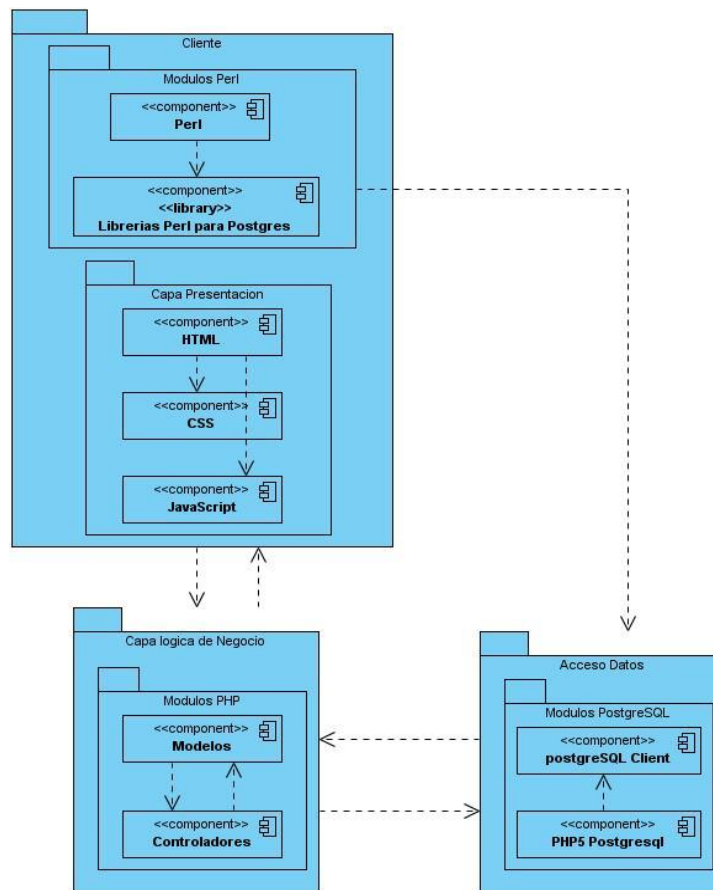 Cliente
Modulos Perl
<<component>>
Perl
<<component>>
<<library>>
Librerias Perl para Postgres
Capa Presentacion
<<component>>
HTML
<<component>>
CSS
<<component>>
JavaScript
Capa logica de Negocio
Modulos PHP
<<component>>
Modelos
<<component>>
Controladores
Acceso Datos
Modulos PostgreSQL
<<component>>
postgreSQL Client
<<component>>
PHP5 Postgresql